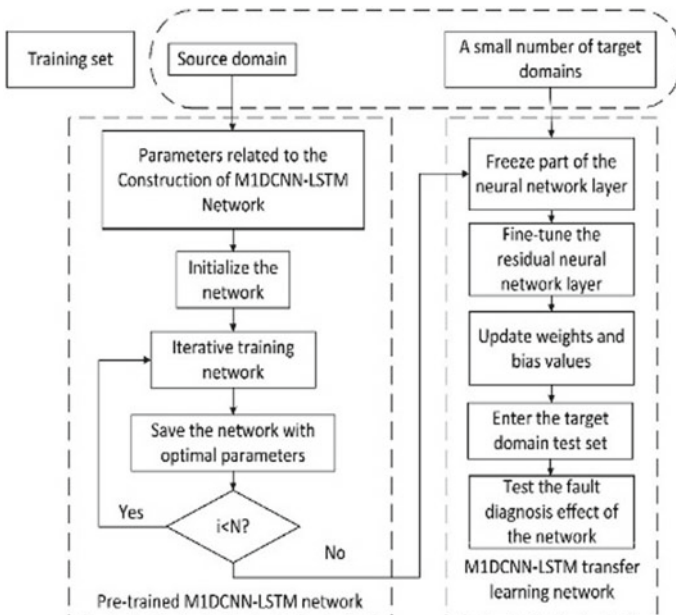 Training set
Source domain
A small number of target
domains
Parameters related to the
Construction of M1DCNN-LSTM
Network
Initialize the
network
Iterative training
network
Save the network with
optimal parameters
i<N?
Yes
No
Pre-trained M1DCNN-LSTM network
Freeze part of the
neural network layer
Fine-tune the
residual neural
network layer
Update weights and
bias values
Enter the target
domain test set
Test the fault
diagnosis effect of
the network
M1DCNN-LSTM transfer
learning network